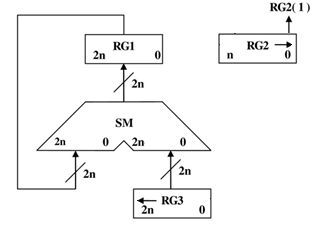 RG2( 1 )
RG1
2n 0
RG2
n 0
2n
SM
2n 0 2n 0
2n 2n
RG3
2n 0